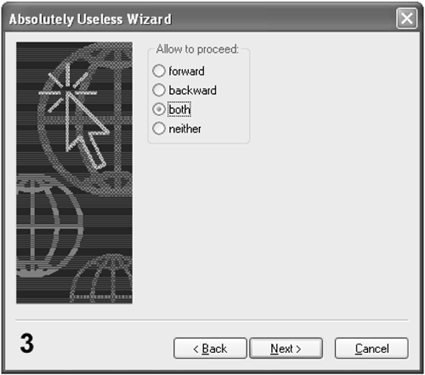 Absolutely Useless Wizard
Allow to proceed:
forward
backward
both
neither
3
< Back
Next >
Cancel